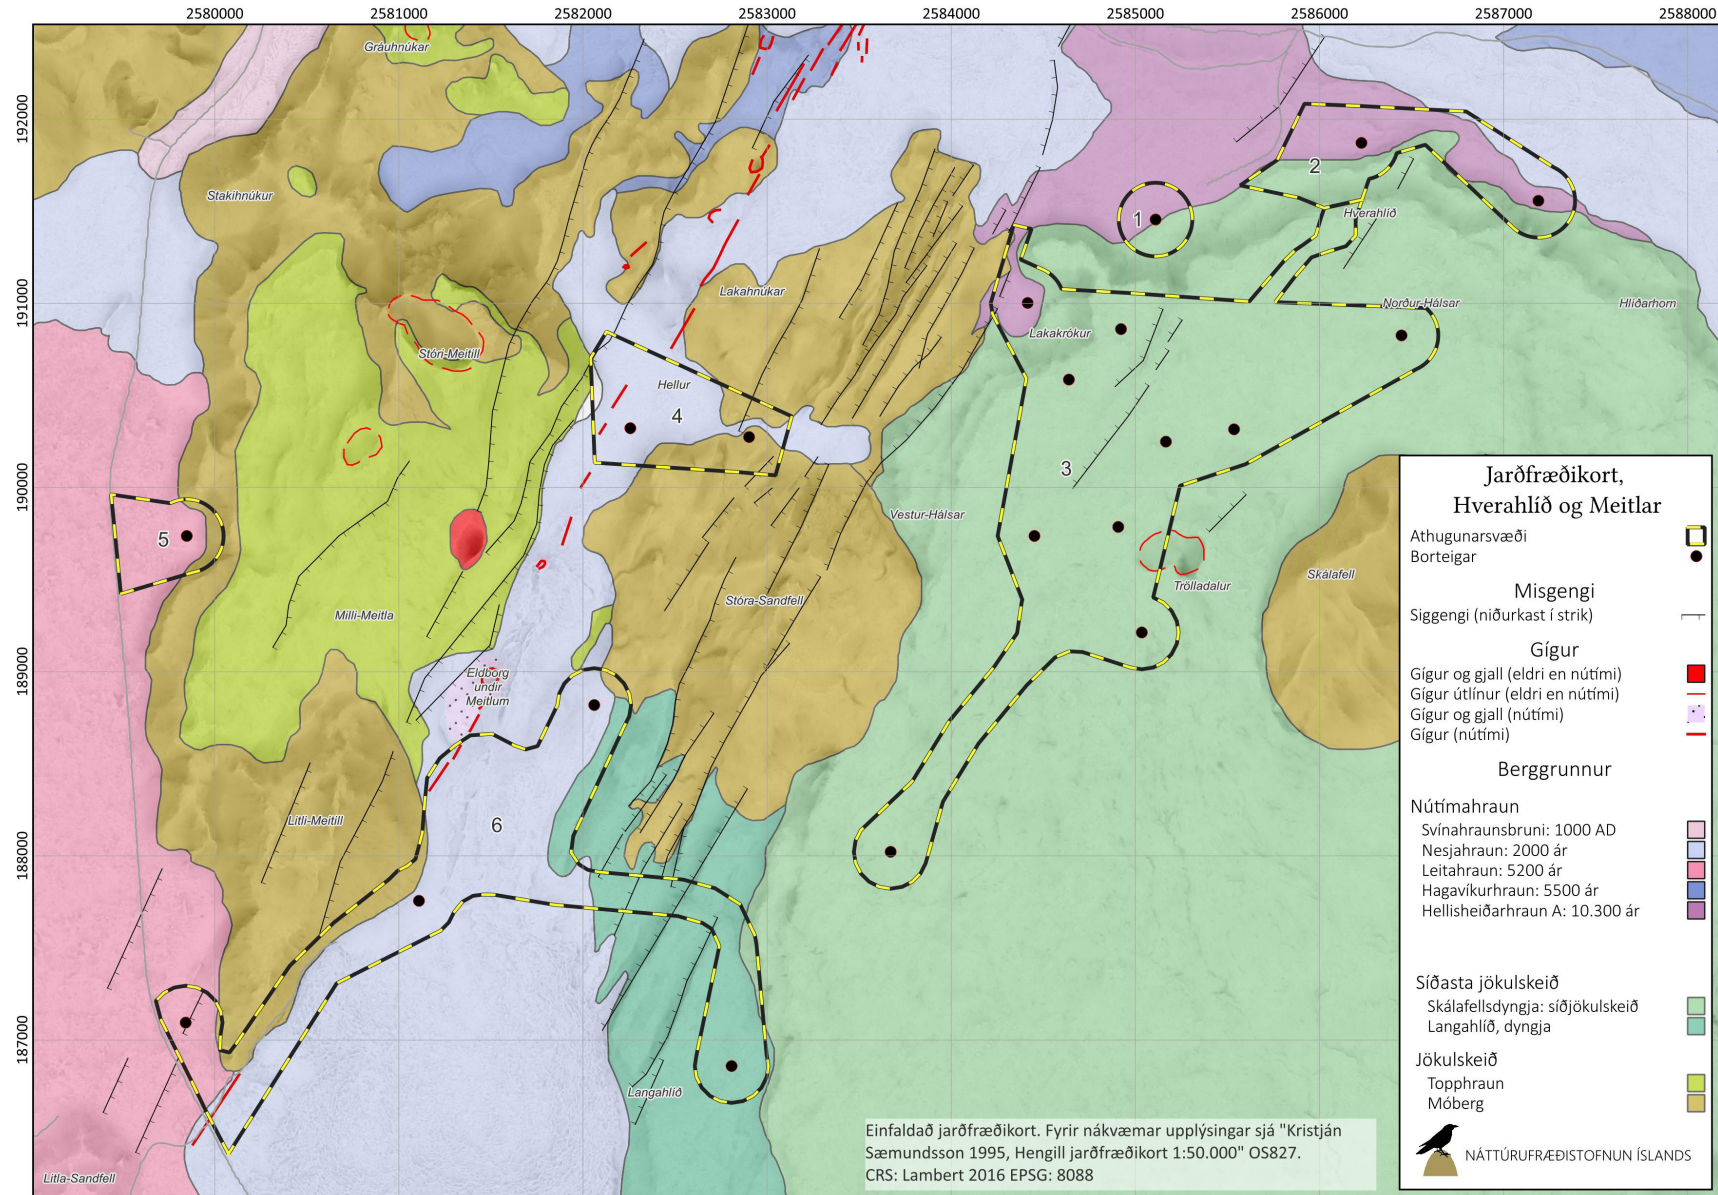 2580000 2581000 2582000 2583000 2584000 2585000 2586000 2587000 2588000
192000
191000
190000
189000
188000
187000
Gráuhnúkar
Stakihnúkur
Stóri-Meitill
Milli-Meitla
Eldborg
undir
Meitlum
Litli-Meitill
Litla-Sandfell
Lakahnúkar
Hellur
Stóra-Sandfell
Langahlíð
Vestur-Hálsar
Lakakrókur
Hverahlíð
Norður-Hálsar
Hlíðarhorn
Trölladalur
Skálafell
1
2
3
4
5
6
Jarðfræðikort,
Hverahlíð og Meitlar
Athugunarsvæði
Borteigar
Misgengi
Siggengi (niðurkast í strik)
Gígur
Gígur og gjall (eldri en nútími)
Gígur útlínur (eldri en nútími)
Gígur og gjall (nútími)
Gígur (nútími)
Berggrunnur
Nútímahraun
Svínahraunsbruni: 1000 AD
Nesjahraun: 2000 ár
Leitahraun: 5200 ár
Hagavíkurhraun: 5500 ár
Hellisheiðarhraun A: 10.300 ár
Síðasta jökulskeið
Skálafellsdyngja: síðjökulskeið
Langahlíð, dyngja
Jökulskeið
Topphraun
Móberg
NÁTTÚRUFRÆÐISTOFNUN ÍSLANDS
Einfaldað jarðfræðikort. Fyrir nákvæmar upplýsingar sjá "Kristján
Sæmundsson 1995, Hengill jarðfræðikort 1:50.000" OS827.
CRS: Lambert 2016 EPSG: 8088